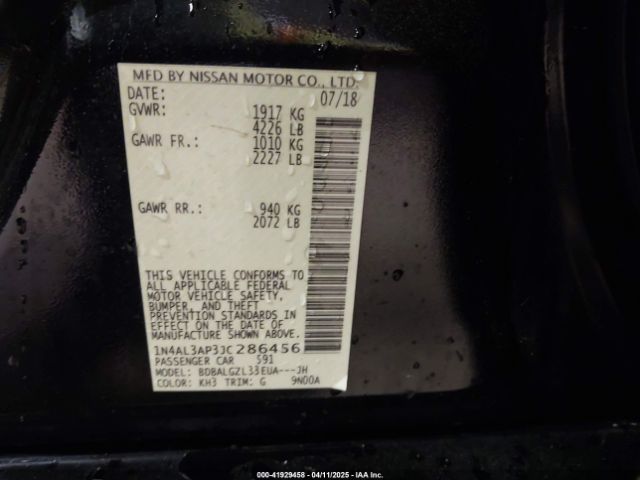 MFD BY NISSAN MOTOR CO., LTD.
DATE: 07/18
GVWR: 1917 KG
4226 LB
GAWR FR.: 1010 KG
2227 LB
GAWR RR.: 940 KG
2072 LB
THIS VEHICLE CONFORMS TO
ALL APPLICABLE FEDERAL
MOTOR VEHICLE SAFETY,
BUMPER, AND THEFT
PREVENTION STANDARDS IN
EFFECT ON THE DATE OF
MANUFACTURE SHOWN ABOVE.
1N4AL3AP3JC286456
PASSENGER CAR 391
MODEL: BDBALGZL33EUA---JH
COLOR: KH3 TRIM: G 9N00A
000-41929458 - 04/11/2025 - IAA Inc.